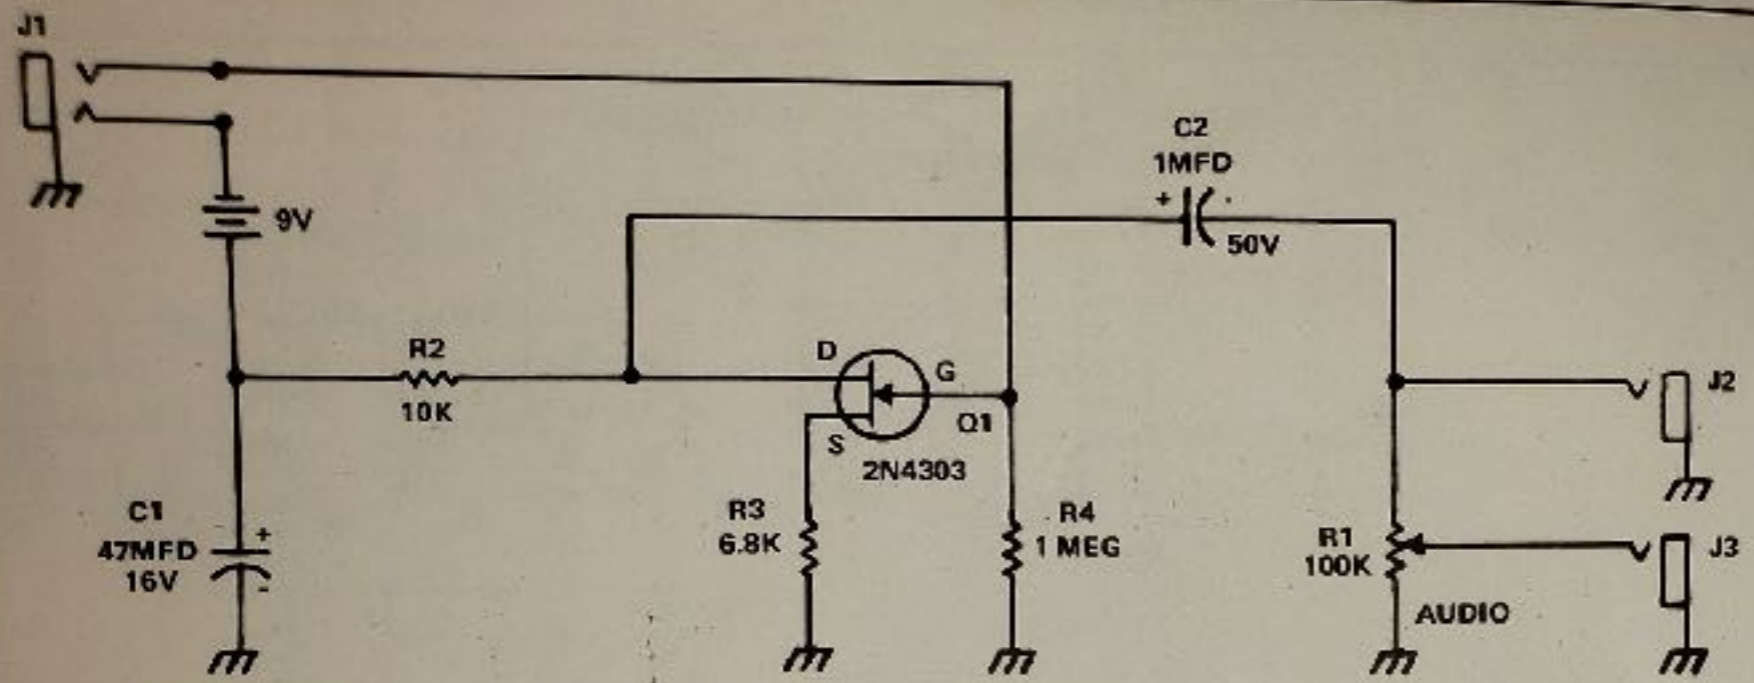 J1
9V
C2
1MFD
+
50V
R2
10K
D
G
Q1
S
2N4303
J2
C1
47MFD
16V
+
-
R3
6.8K
R4
1 MEG
R1
100K
AUDIO
J3